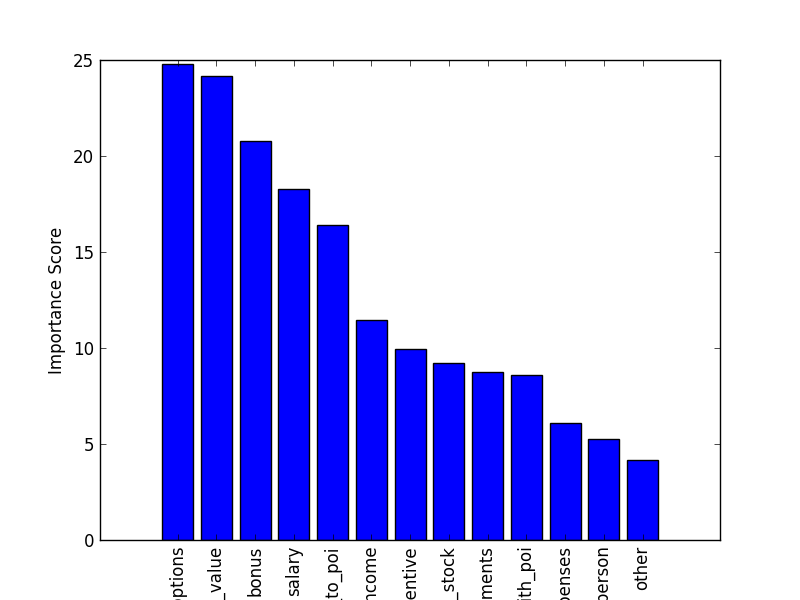 25
20
15
10
5
0
Importance Score
ptions
_value
bonus
salary
to_poi
ncome
entive
_stock
ments
ith_poi
penses
person
other